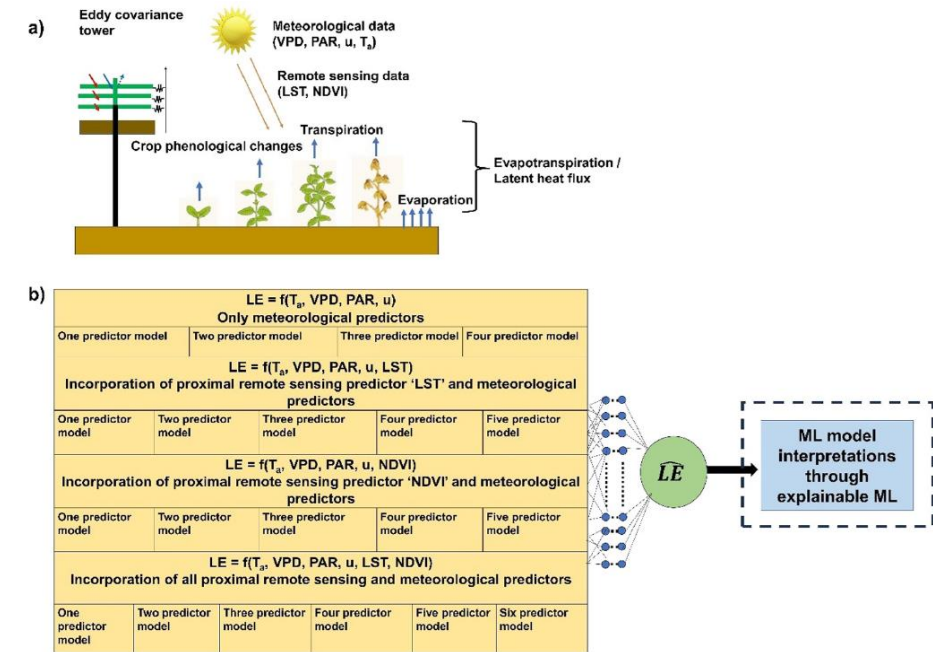 a)
Eddy covariance
tower
Meteorological data
(VPD, PAR, u, Tₐ)
Remote sensing data
(LST, NDVI)
Transpiration
Crop phenological changes
Evaporation
Evapotranspiration /
Latent heat flux
b)
LE = f(Tₐ, VPD, PAR, u)
Only meteorological predictors
One predictor model
Two predictor model
Three predictor model
Four predictor model
LE = f(Tₐ, VPD, PAR, u, LST)
Incorporation of proximal remote sensing predictor ‘LST’ and meteorological
predictors
One predictor
model
Two predictor
model
Three predictor
model
Four predictor
model
Five predictor
model
LE = f(Tₐ, VPD, PAR, u, NDVI)
Incorporation of proximal remote sensing predictor ‘NDVI’ and meteorological
predictors
One predictor
model
Two predictor
model
Three predictor
model
Four predictor
model
Five predictor
model
LE = f(Tₐ, VPD, PAR, u, LST, NDVI)
Incorporation of all proximal remote sensing and meteorological predictors
One
predictor
model
Two predictor
model
Three predictor
model
Four predictor
model
Five predictor
model
Six predictor
model
L̂E
ML model
interpretations
through
explainable ML